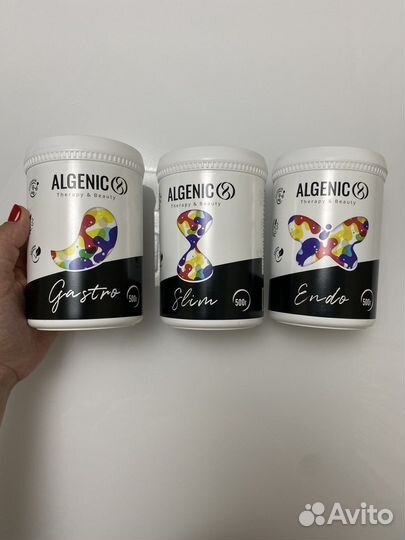 ALGENIC
Therapy & Beauty
Gastro
500г
ALGENIC
Therapy & Beauty
Slim
500г
ALGENIC
Therapy & Beauty
Endo
500г
Avito